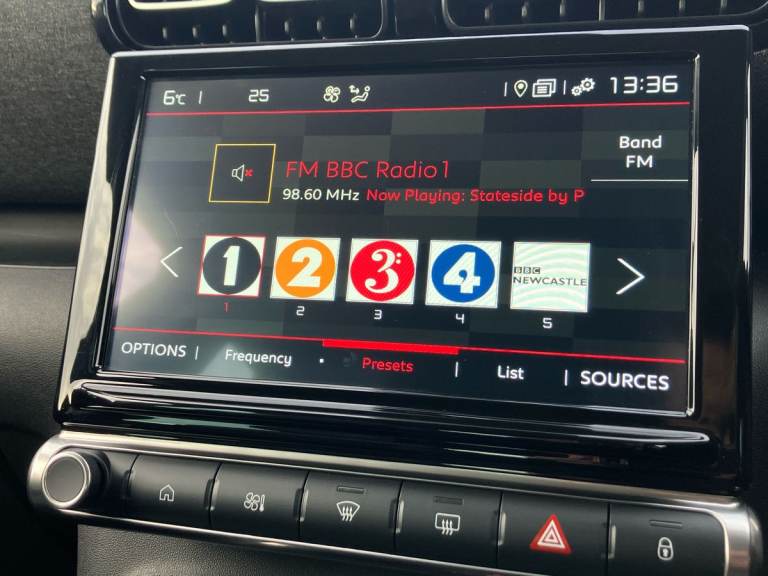 6°C | 25 | | 13:36
Band
FM
FM BBC Radio 1
98.60 MHz Now Playing: Stateside by P
1 2 3: 4 BBC
NEWCASTLE
1 2 3 4 5
OPTIONS | Frequency Presets | List | SOURCES